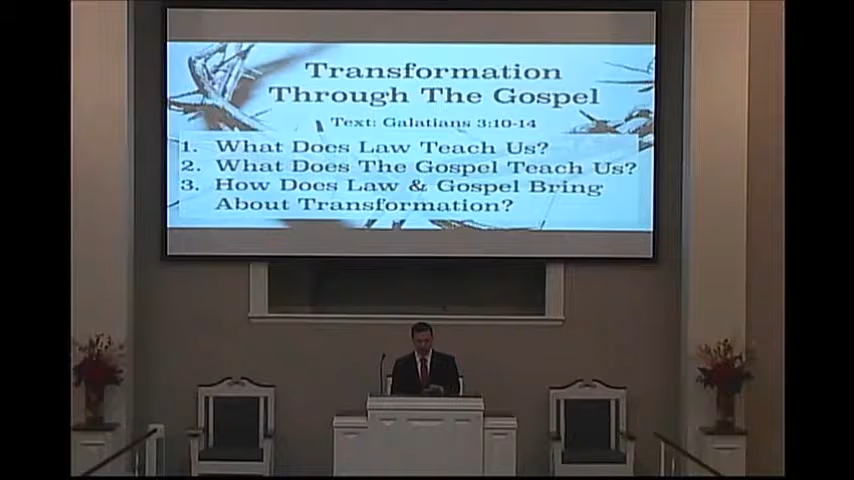 Transformation
Through The Gospel
Text: Galatians 3:10-14
1. What Does Law Teach Us?
2. What Does The Gospel Teach Us?
3. How Does Law & Gospel Bring
About Transformation?